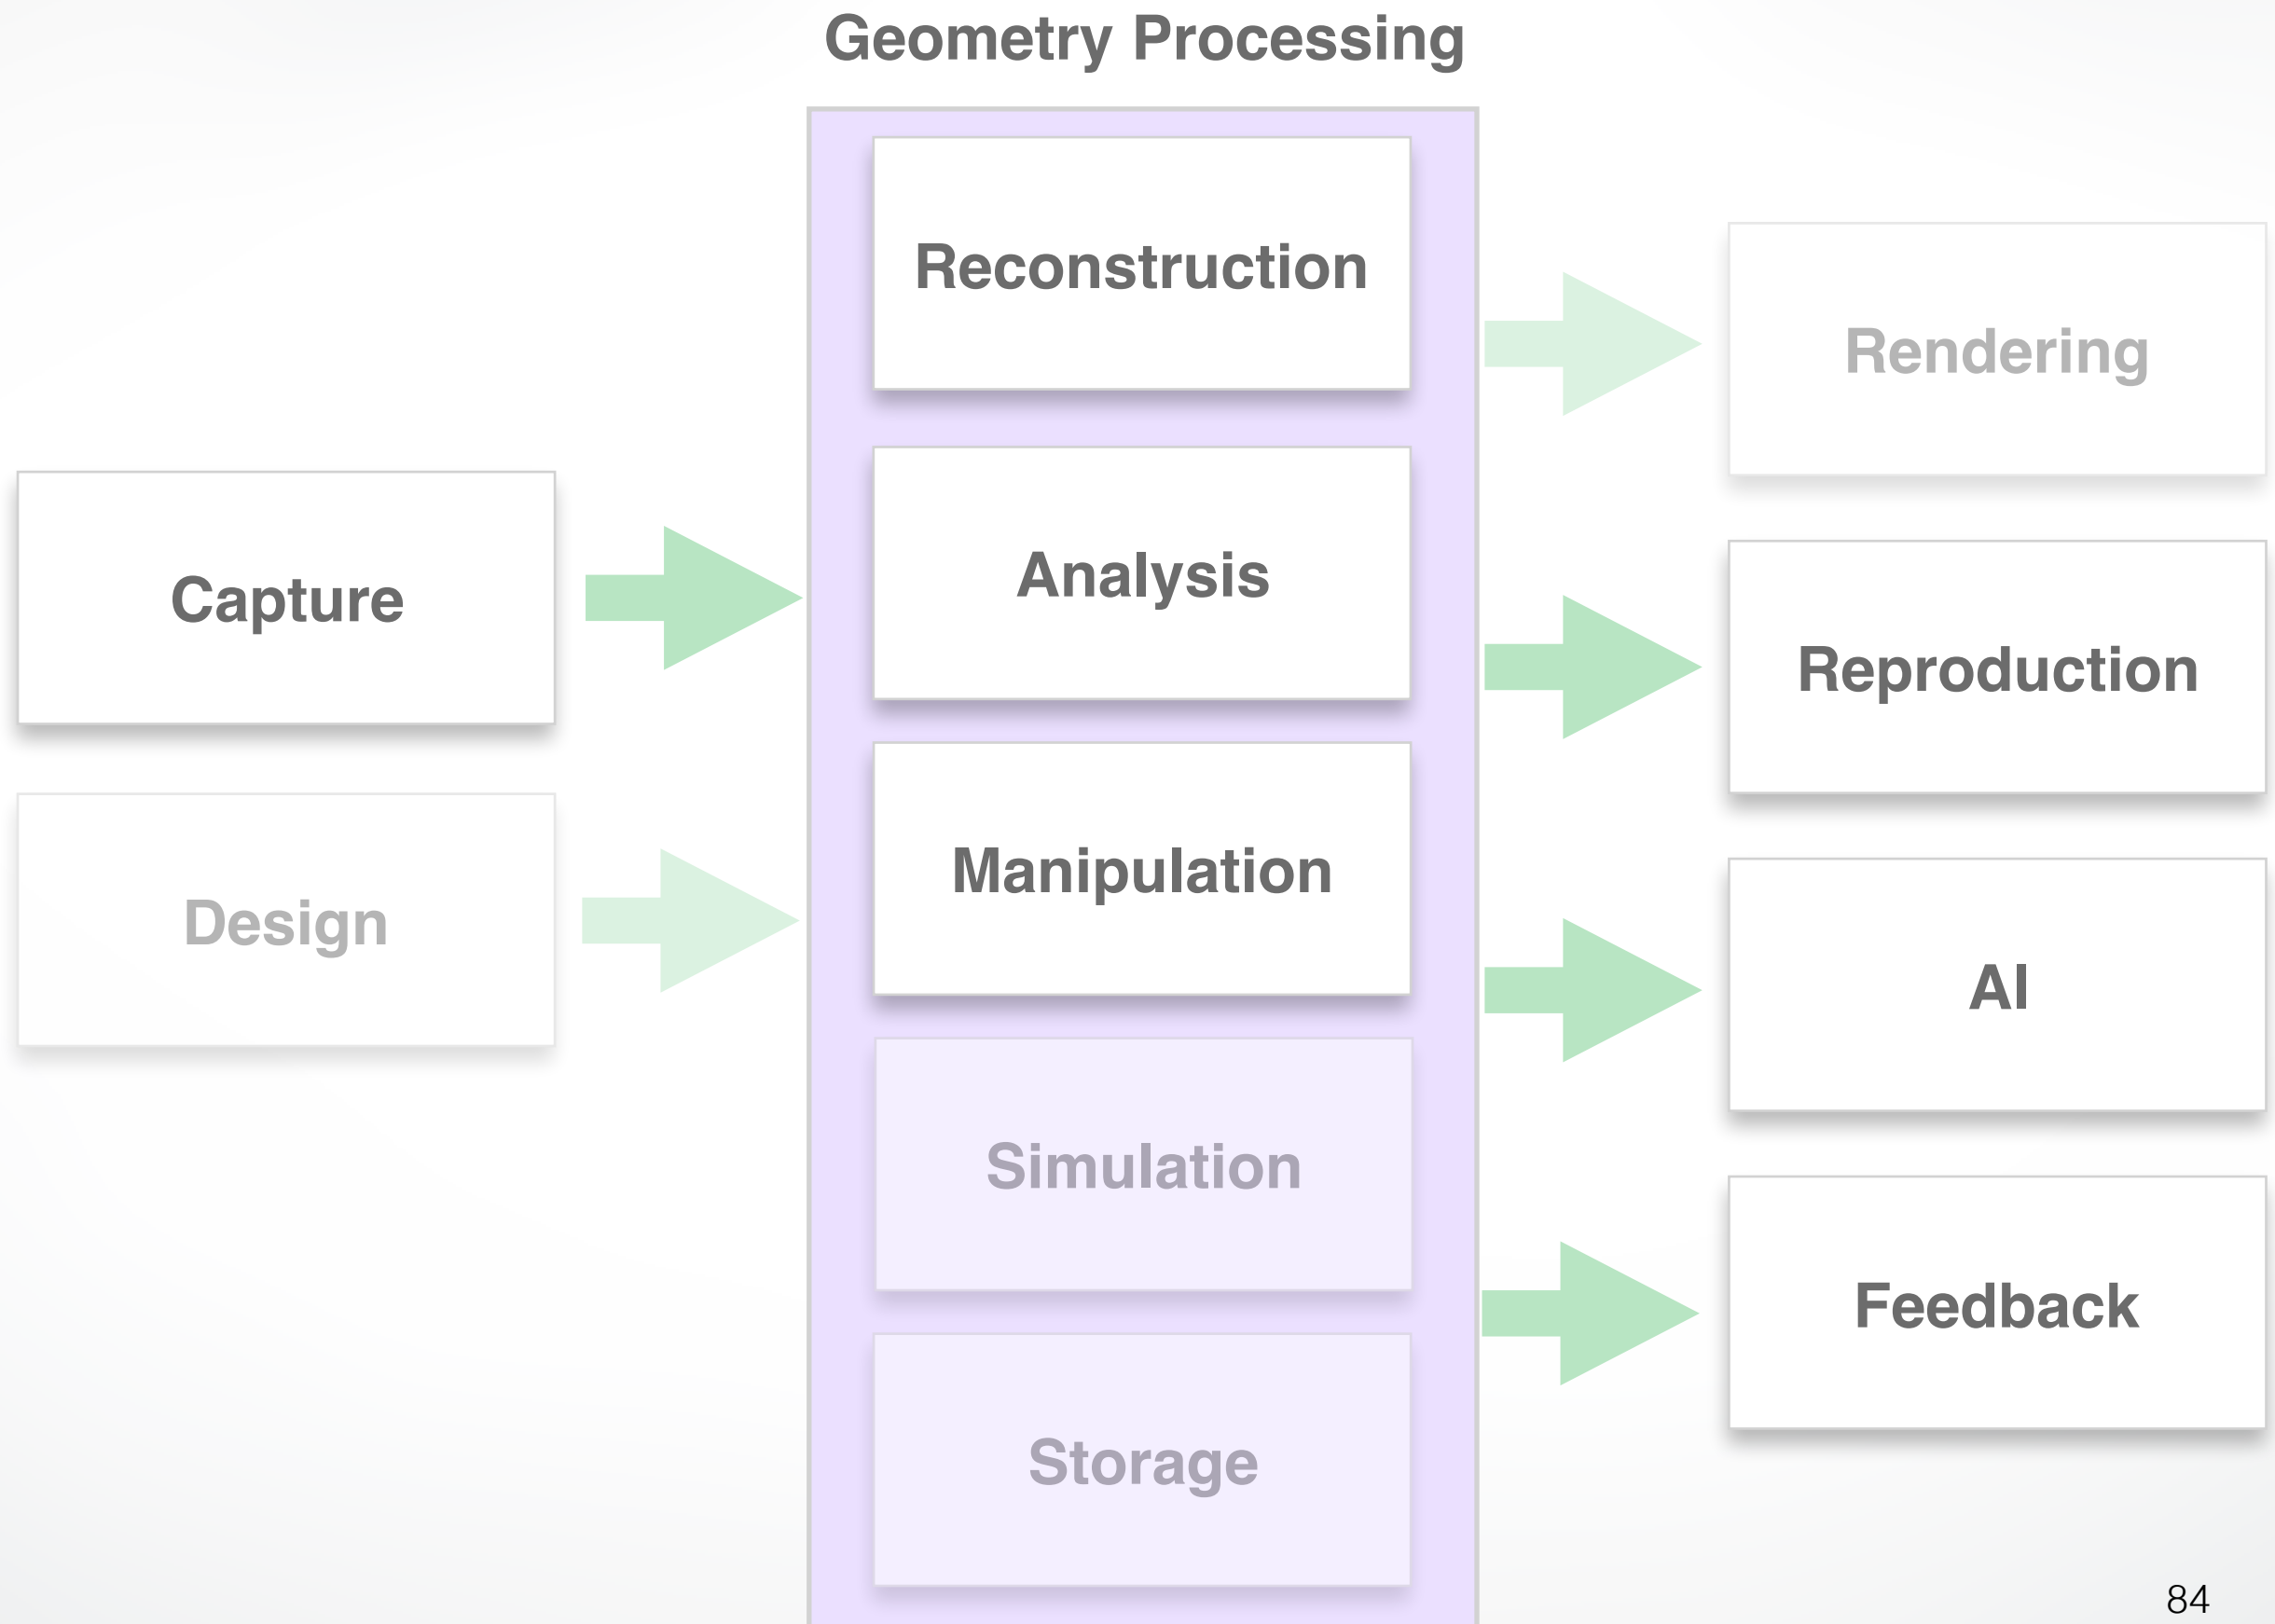 Geometry Processing
Capture
Design
Reconstruction
Analysis
Manipulation
Simulation
Storage
Rendering
Reproduction
AI
Feedback
84